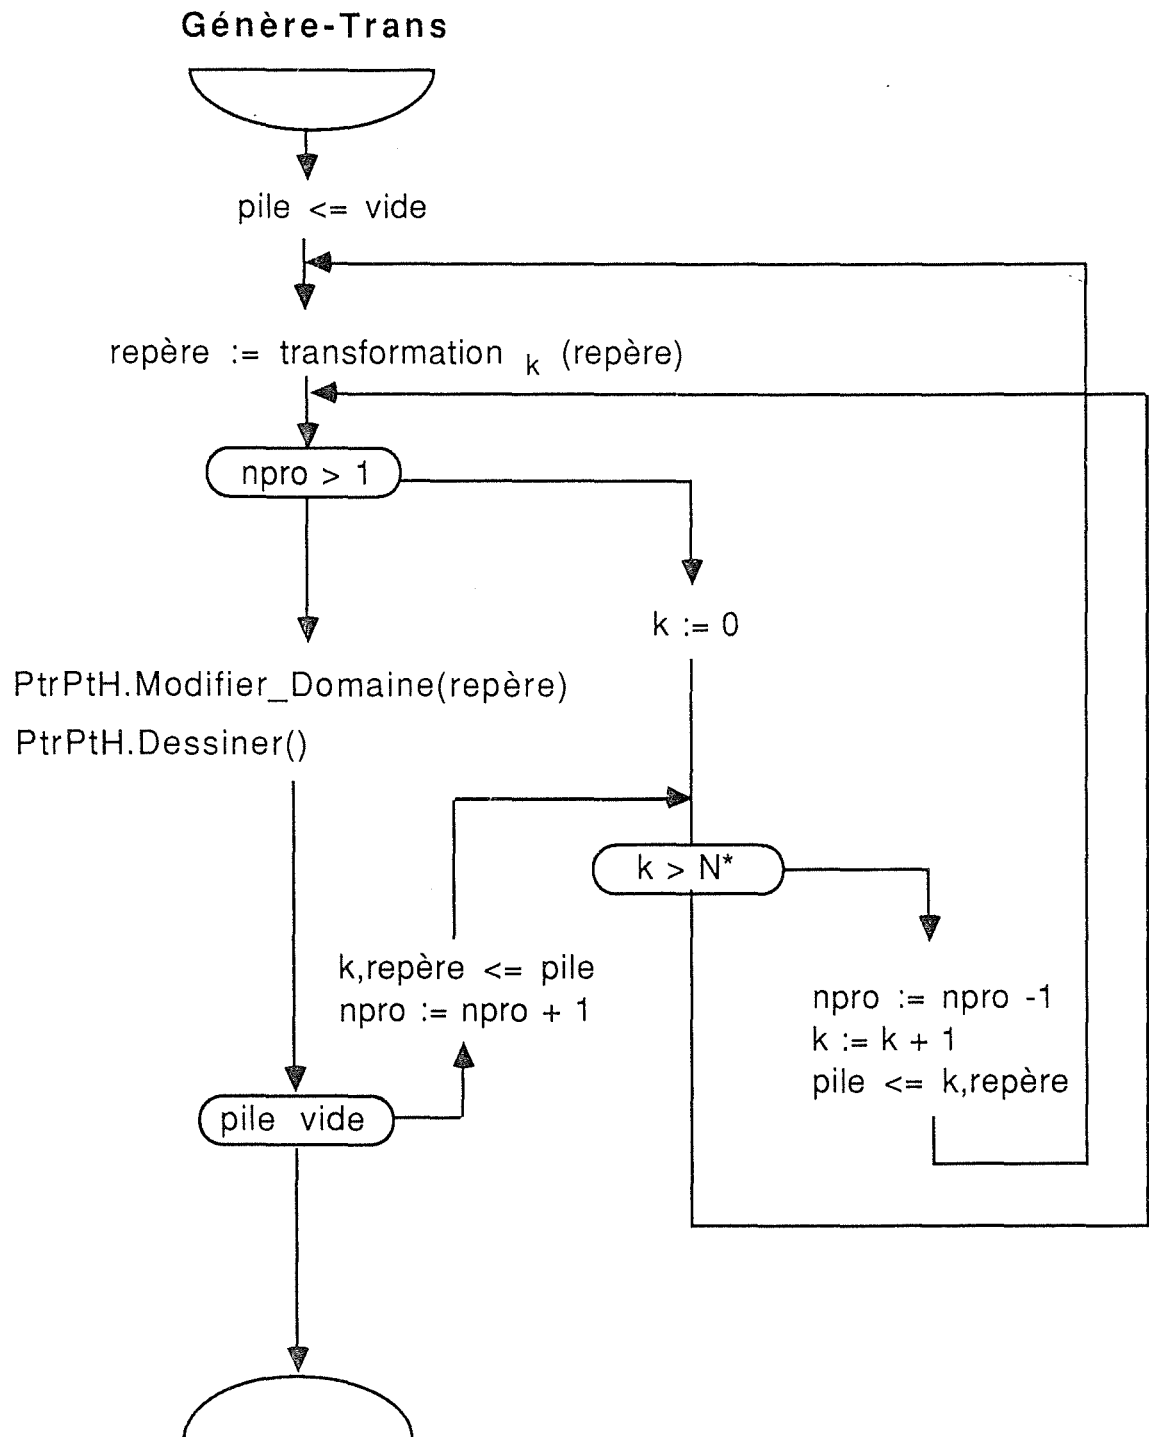 Génère-Trans
pile <= vide
repère := transformation k (repère)
npro > 1
k := 0
PtrPtH.Modifier_Domaine(repère)
PtrPtH.Dessiner()
k > N*
k,repère <= pile
npro := npro + 1
npro := npro -1
k := k + 1
pile <= k,repère
pile vide